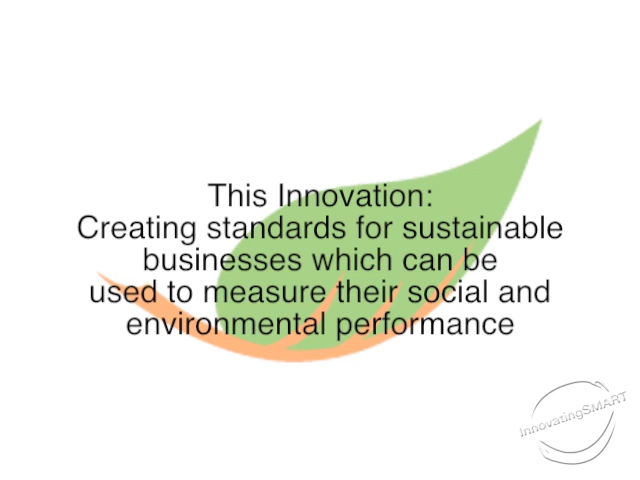 This Innovation:
Creating standards for sustainable
businesses which can be
used to measure their social and
environmental performance
InnovatingSMART